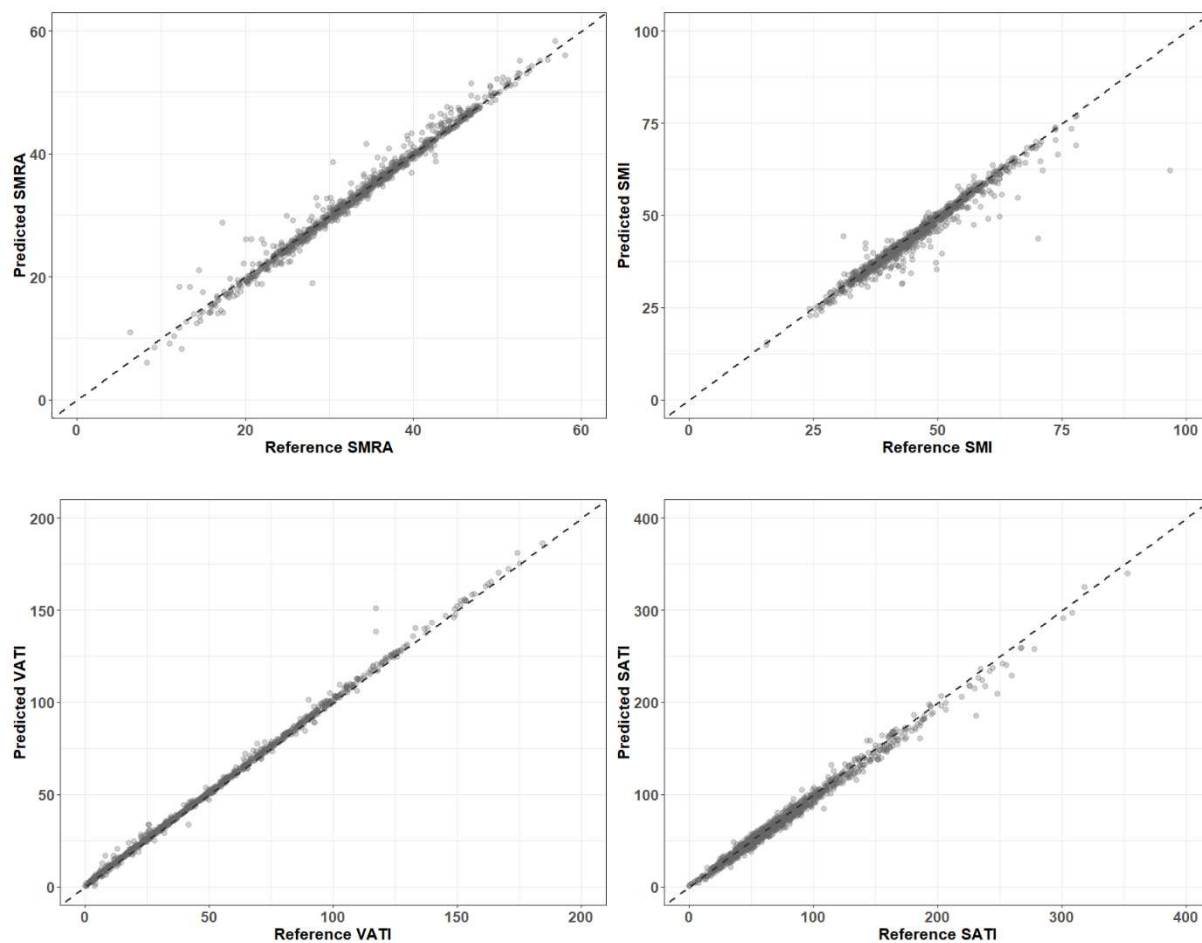 60
40
20
0
Predicted SMRA
0 20 40 60
Reference SMRA
100
75
50
25
0
Predicted SMI
0 25 50 75 100
Reference SMI
200
150
100
50
0
Predicted VATI
0 50 100 150 200
Reference VATI
400
300
200
100
0
Predicted SATI
0 100 200 300 400
Reference SATI